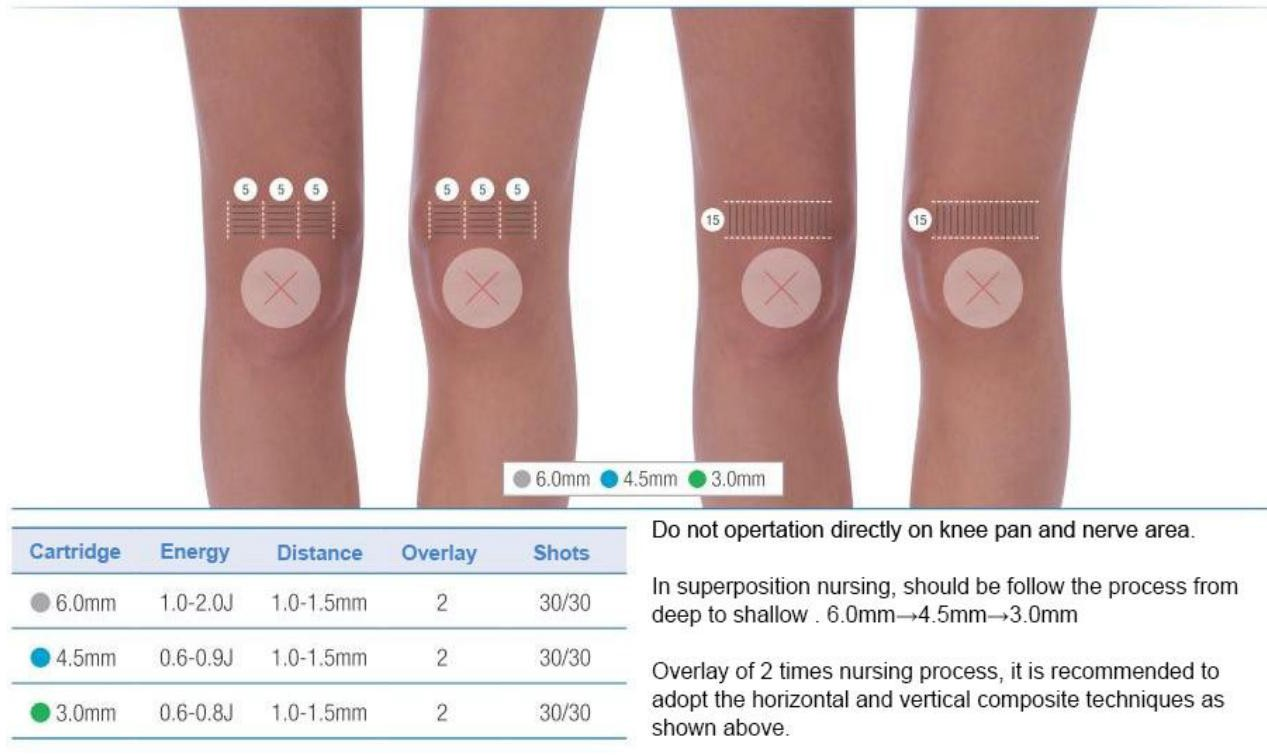 5 5 5
5 5 5
15
15
6.0mm 4.5mm 3.0mm
Cartridge Energy Distance Overlay Shots
6.0mm 1.0-2.0J 1.0-1.5mm 2 30/30
4.5mm 0.6-0.9J 1.0-1.5mm 2 30/30
3.0mm 0.6-0.8J 1.0-1.5mm 2 30/30
Do not opertation directly on knee pan and nerve area.
In superposition nursing, should be follow the process from
deep to shallow . 6.0mm→4.5mm→3.0mm
Overlay of 2 times nursing process, it is recommended to
adopt the horizontal and vertical composite techniques as
shown above.